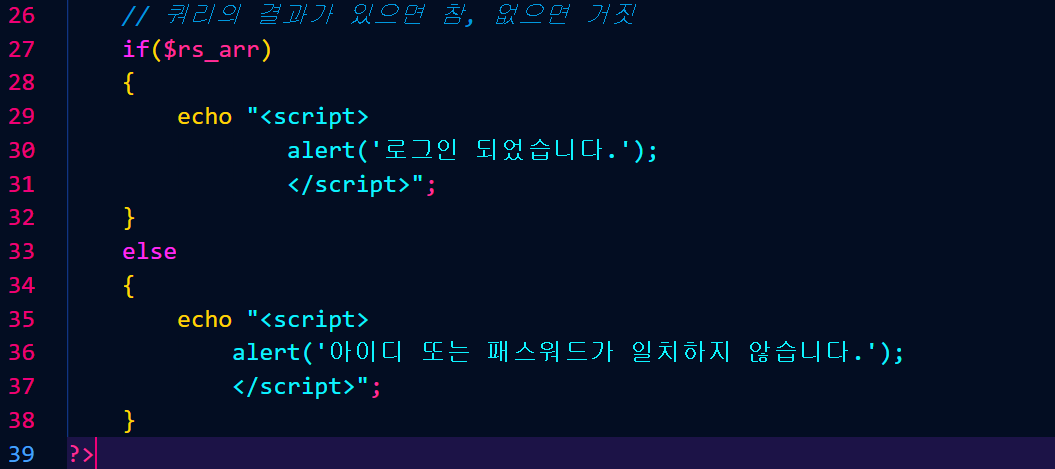 26 // 쿼리의 결과가 있으면 참, 없으면 거짓
27 if($rs_arr)
28 {
29 echo "<script>
30 alert('로그인 되었습니다.');
31 </script>";
32 }
33 else
34 {
35 echo "<script>
36 alert('아이디 또는 패스워드가 일치하지 않습니다.');
37 </script>";
38 }
39 ?>